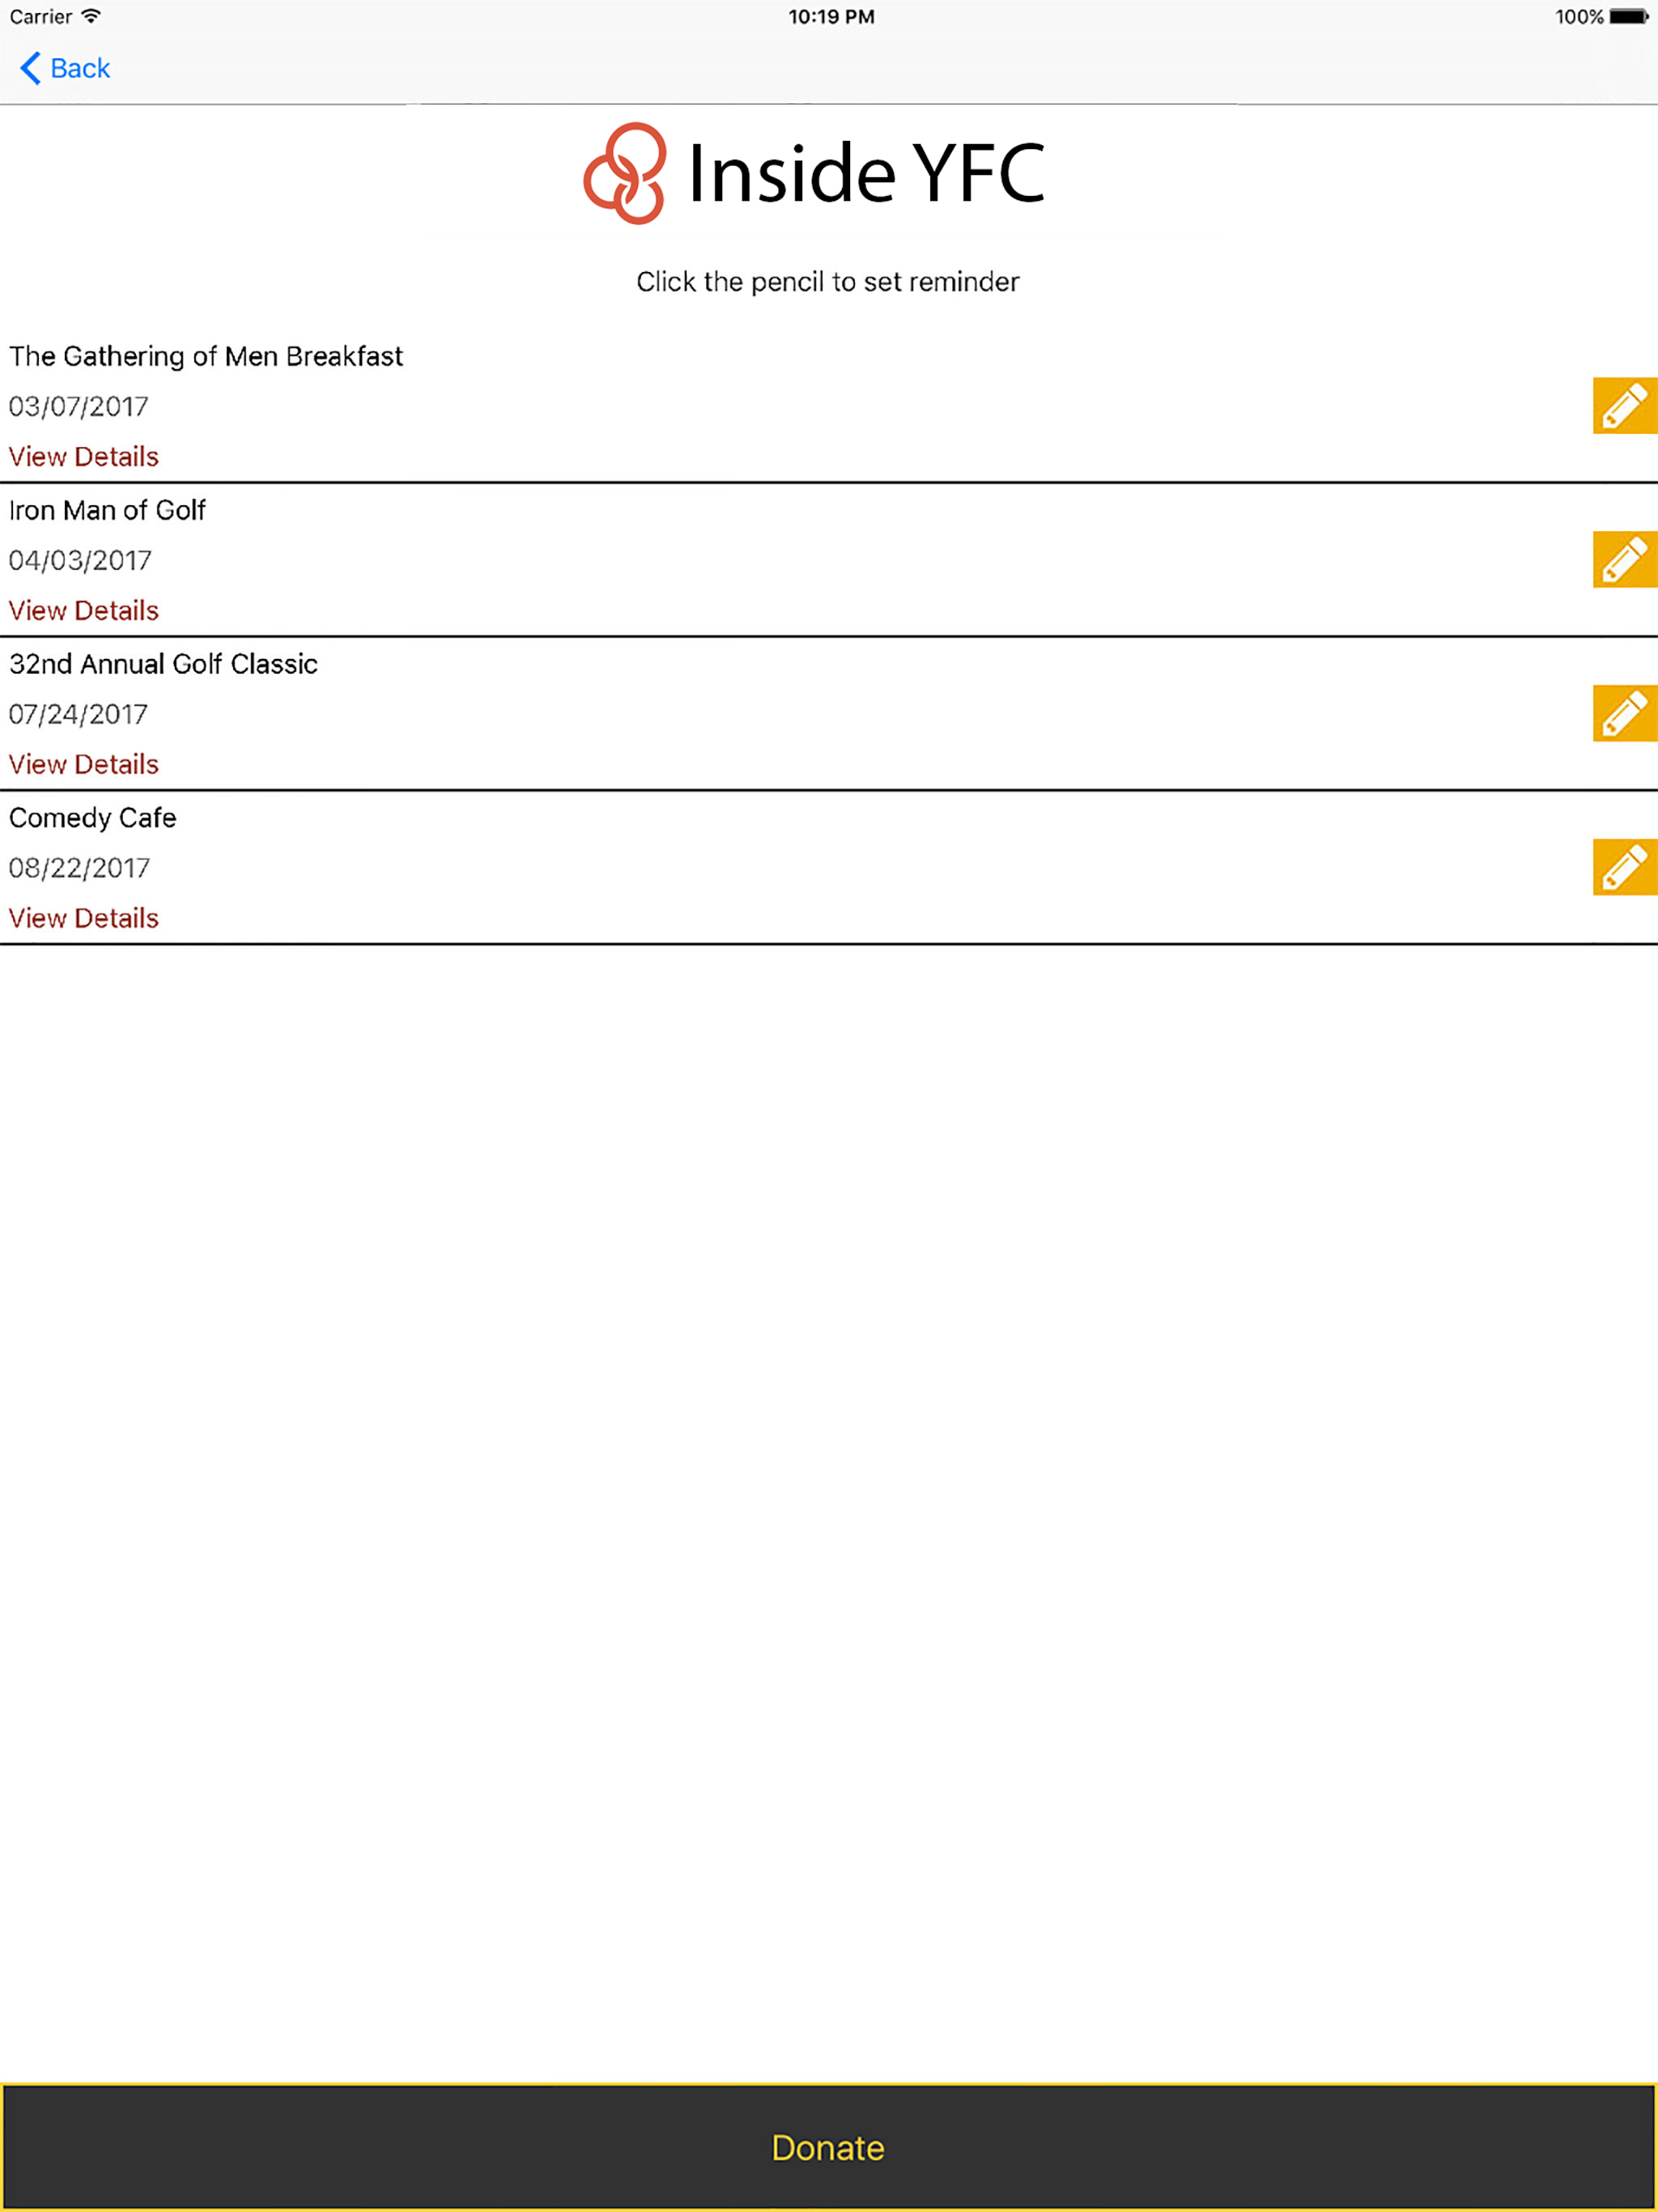 Carrier
10:19 PM
100%
Back
Inside YFC
Click the pencil to set reminder
The Gathering of Men Breakfast
03/07/2017
View Details
Iron Man of Golf
04/03/2017
View Details
32nd Annual Golf Classic
07/24/2017
View Details
Comedy Cafe
08/22/2017
View Details
Donate